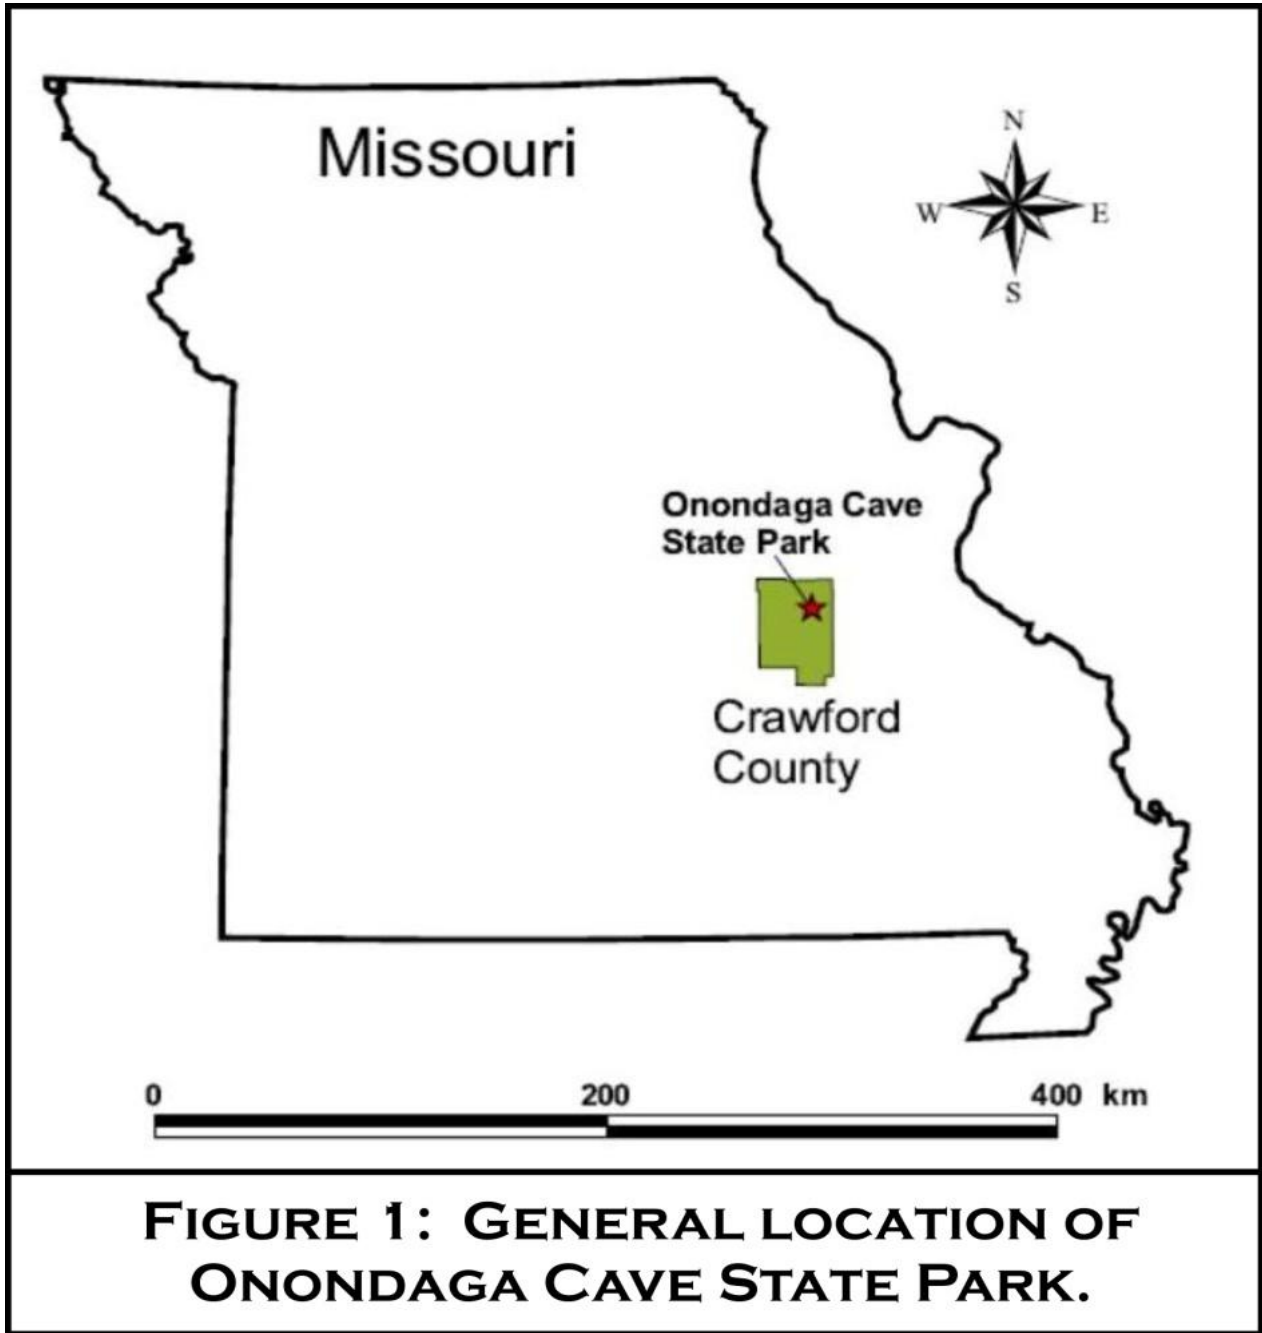 Missouri
N
W E
S
Onondaga Cave
State Park
Crawford
County
0 200 400 km
FIGURE 1: GENERAL LOCATION OF
ONONDAGA CAVE STATE PARK.